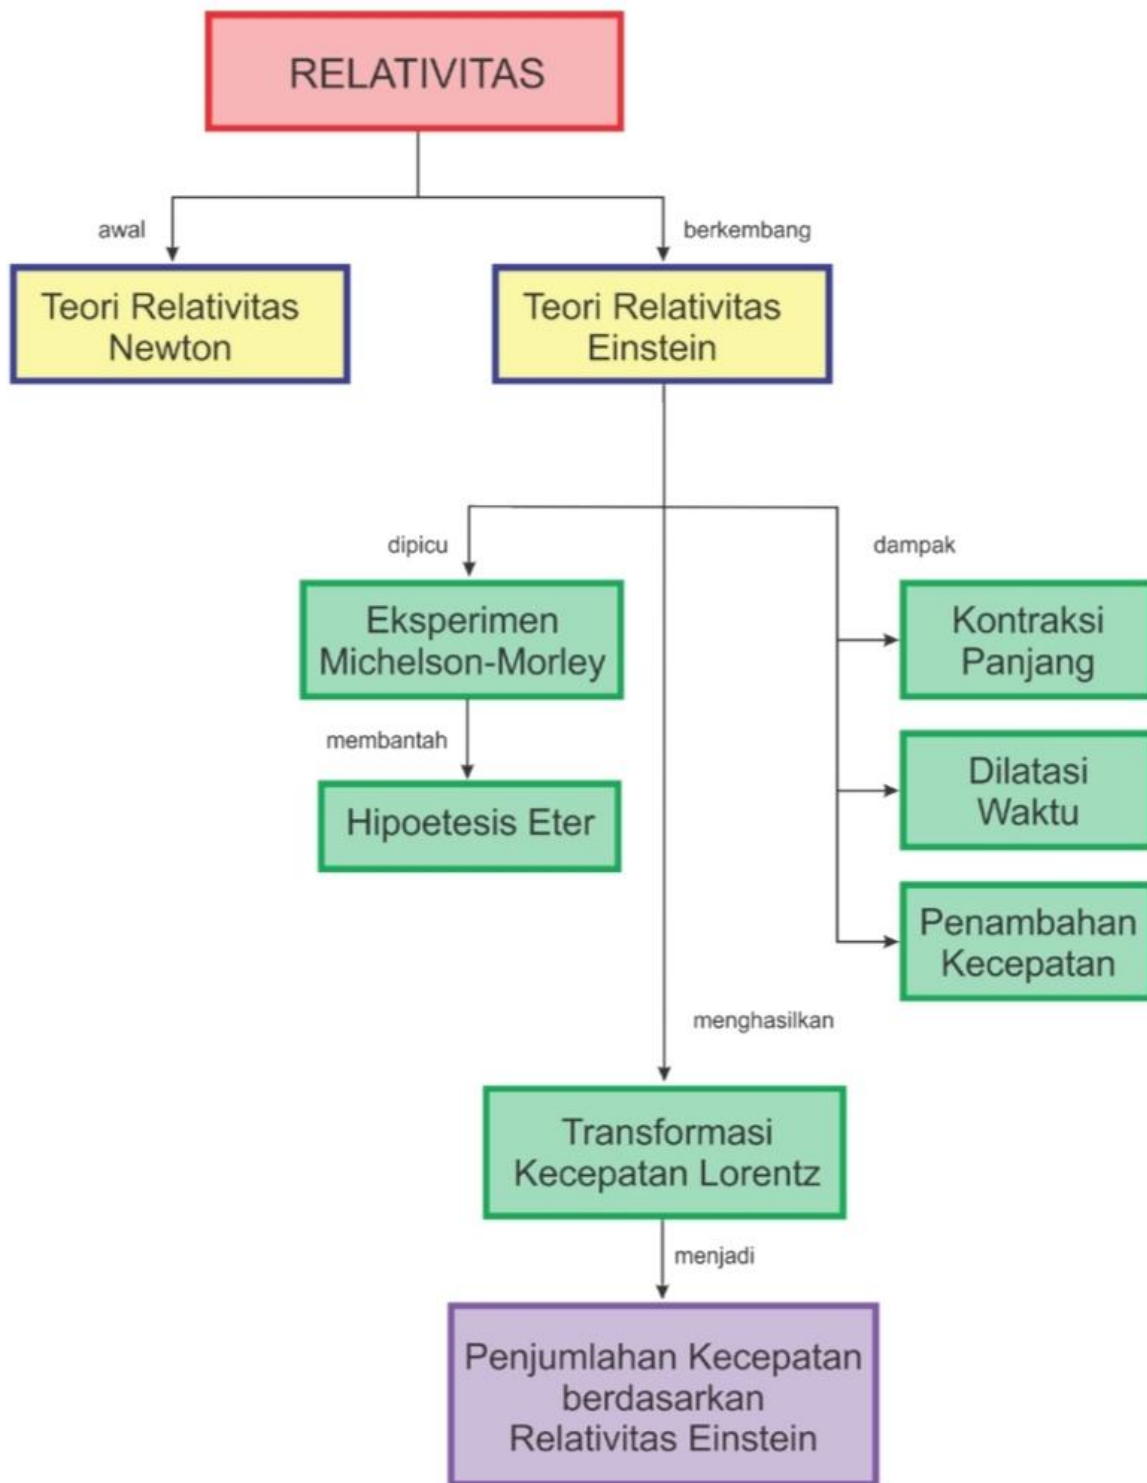 RELATIVITAS
awal
berkembang
Teori Relativitas
Newton
Teori Relativitas
Einstein
dipicu
dampak
Eksperimen
Michelson-Morley
Kontraksi
Panjang
membantah
Hipoetesis Eter
Dilatasi
Waktu
Penambahan
Kecepatan
menghasilkan
Transformasi
Kecepatan Lorentz
menjadi
Penjumlahan Kecepatan
berdasarkan
Relativitas Einstein